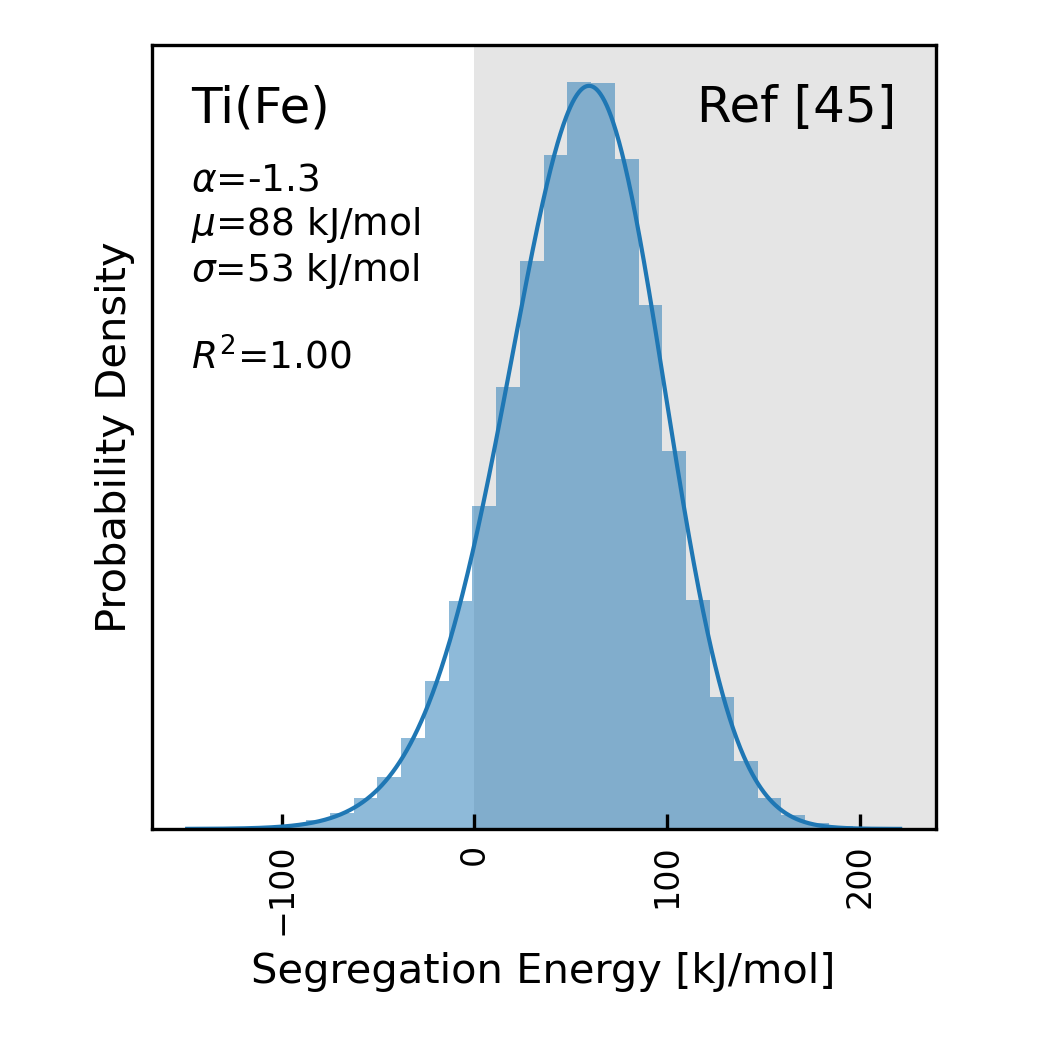 Ti(Fe)
Ref [45]
α=-1.3
μ=88 kJ/mol
σ=53 kJ/mol
R²=1.00
Probability Density
−100
0
100
200
Segregation Energy [kJ/mol]